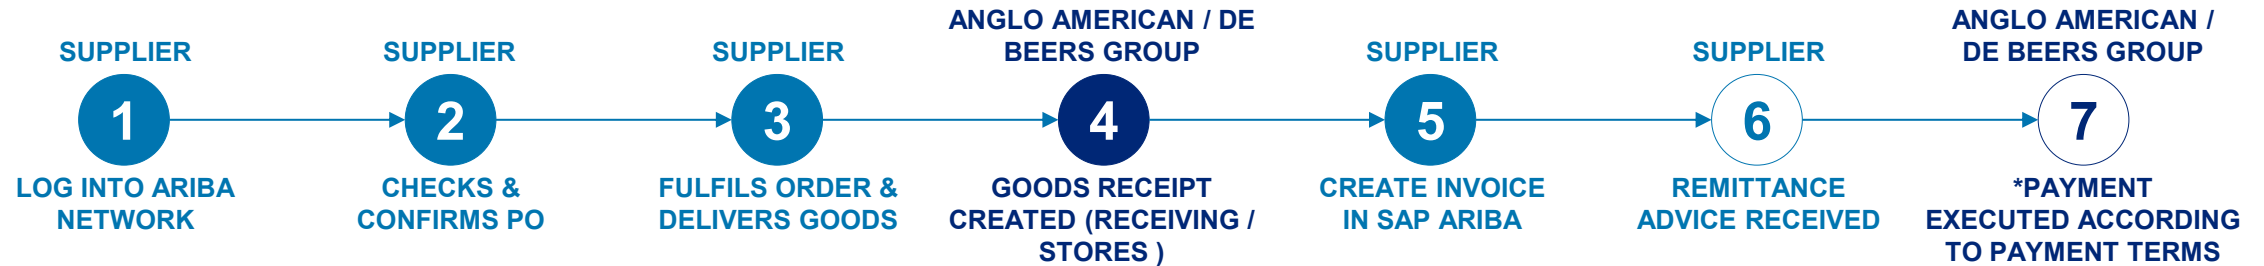 SUPPLIER
1
LOG INTO ARIBA
NETWORK
SUPPLIER
2
CHECKS &
CONFIRMS PO
SUPPLIER
3
FULFILS ORDER &
DELIVERS GOODS
ANGLO AMERICAN / DE
BEERS GROUP
4
GOODS RECEIPT
CREATED (RECEIVING /
STORES )
SUPPLIER
5
CREATE INVOICE
IN SAP ARIBA
SUPPLIER
6
REMITTANCE
ADVICE RECEIVED
ANGLO AMERICAN /
DE BEERS GROUP
7
*PAYMENT
EXECUTED ACCORDING
TO PAYMENT TERMS